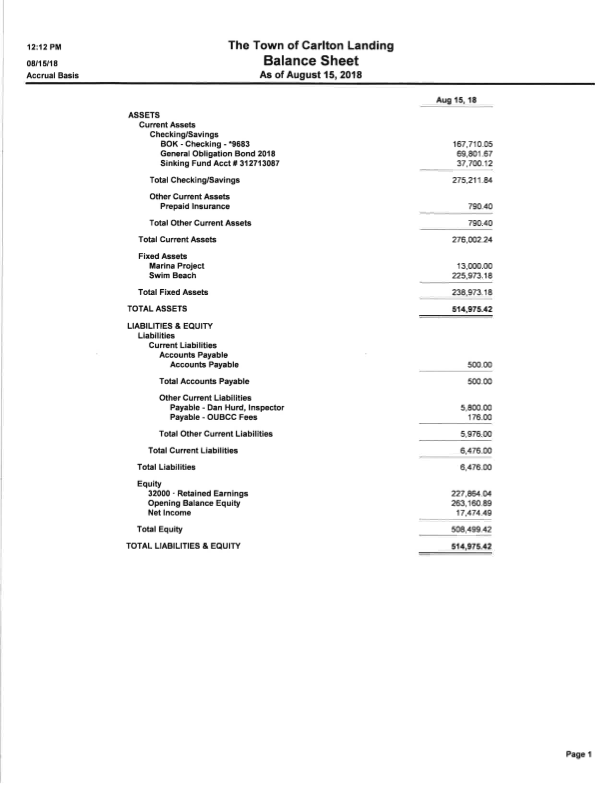 12:12 PM
08/15/18
Accrual Basis
The Town of Carlton Landing
Balance Sheet
As of August 15, 2018
Aug 15, 18
ASSETS
Current Assets
Checking/Savings
BOK - Checking - *9683 167,710.05
General Obligation Bond 2018 69,801.67
Sinking Fund Acct # 312713087 37,700.12
Total Checking/Savings 275,211.84
Other Current Assets
Prepaid Insurance 790.40
Total Other Current Assets 790.40
Total Current Assets 276,002.24
Fixed Assets
Marina Project 13,000.00
Swim Beach 225,973.18
Total Fixed Assets 238,973.18
TOTAL ASSETS 514,975.42
LIABILITIES & EQUITY
Liabilities
Current Liabilities
Accounts Payable
Accounts Payable 500.00
Total Accounts Payable 500.00
Other Current Liabilities
Payable - Dan Hurd, Inspector 5,800.00
Payable - OUBCC Fees 176.00
Total Other Current Liabilities 5,976.00
Total Current Liabilities 6,476.00
Total Liabilities 6,476.00
Equity
32000 · Retained Earnings 227,864.04
Opening Balance Equity 263,160.89
Net Income 17,474.49
Total Equity 508,499.42
TOTAL LIABILITIES & EQUITY 514,975.42
Page 1